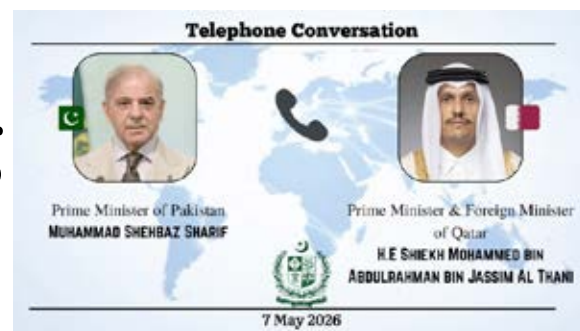 Telephone Conversation
Prime Minister of Pakistan
MUHAMMAD SHEHBAZ SHARIF
Prime Minister & Foreign Minister
of Qatar
H.E SHIEKH MOHAMMED BIN
ABDULRAHMAN BIN JASSIM AL THANI
7 May 2026